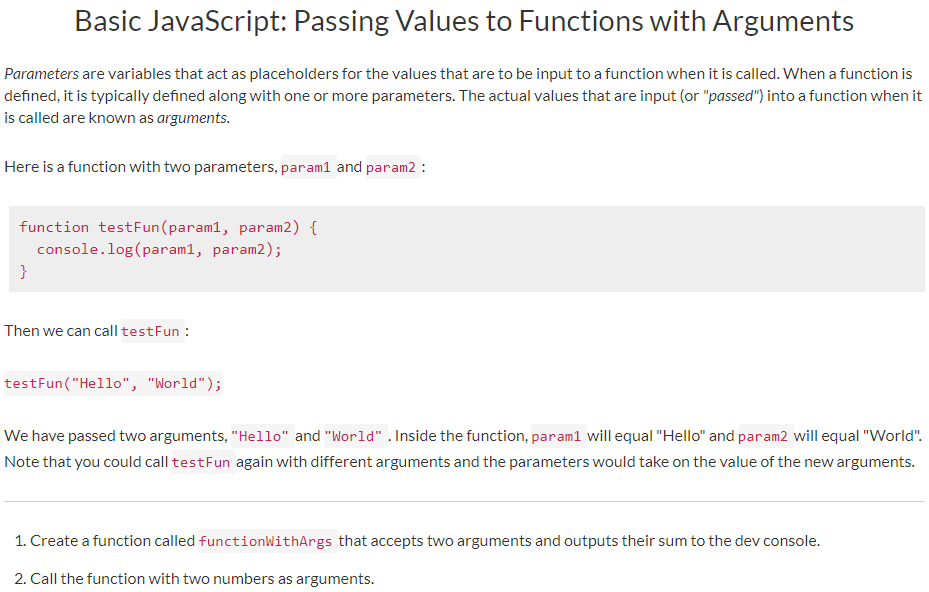 Basic JavaScript: Passing Values to Functions with Arguments
Parameters are variables that act as placeholders for the values that are to be input to a function when it is called. When a function is
defined, it is typically defined along with one or more parameters. The actual values that are input (or "passed") into a function when it
is called are known as arguments.
Here is a function with two parameters, param1 and param2 :
function testFun(param1, param2) {
  console.log(param1, param2);
}
Then we can call testFun :
testFun("Hello", "World");
We have passed two arguments, "Hello" and "World" . Inside the function, param1 will equal "Hello" and param2 will equal "World".
Note that you could call testFun again with different arguments and the parameters would take on the value of the new arguments.
1. Create a function called functionWithArgs that accepts two arguments and outputs their sum to the dev console.
2. Call the function with two numbers as arguments.